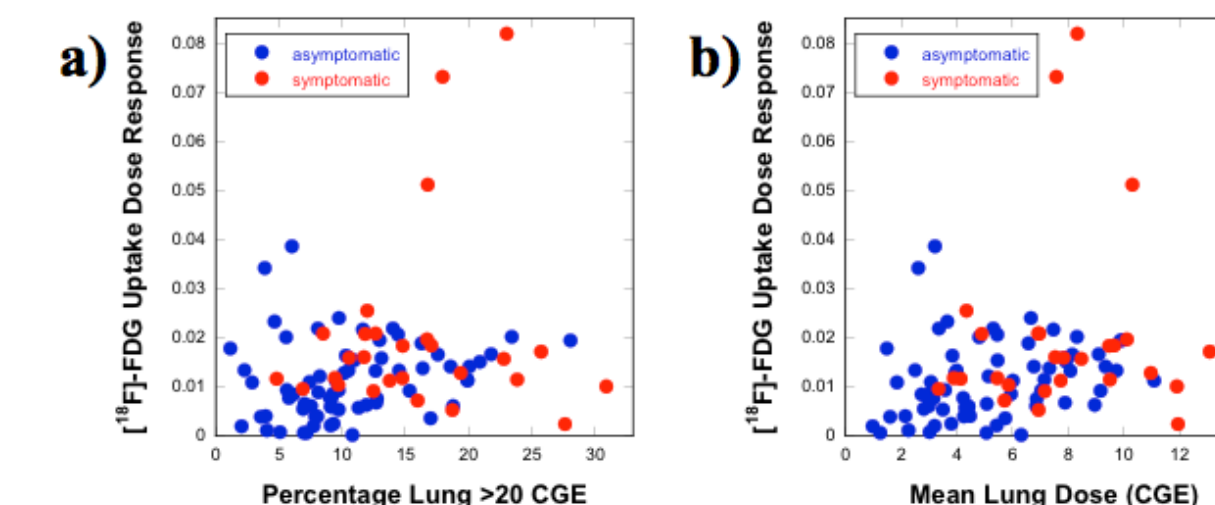 a)
[¹⁸F]-FDG Uptake Dose Response
0.08
0.07
0.06
0.05
0.04
0.03
0.02
0.01
0
asymptomatic
symptomatic
0 5 10 15 20 25 30
Percentage Lung >20 CGE
b)
[¹⁸F]-FDG Uptake Dose Response
0.08
0.07
0.06
0.05
0.04
0.03
0.02
0.01
0
asymptomatic
symptomatic
0 2 4 6 8 10 12
Mean Lung Dose (CGE)